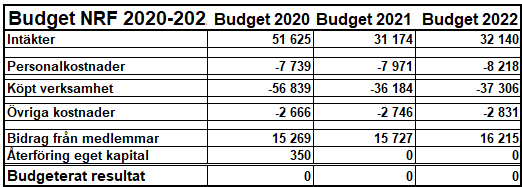 Budget NRF 2020-202 Budget 2020 Budget 2021 Budget 2022
Intäkter 51 625 31 174 32 140
Personalkostnader -7 739 -7 971 -8 218
Köpt verksamhet -56 839 -36 184 -37 306
Övriga kostnader -2 666 -2 746 -2 831
Bidrag från medlemmar 15 269 15 727 16 215
Återföring eget kapital 350 0 0
Budgeterat resultat 0 0 0